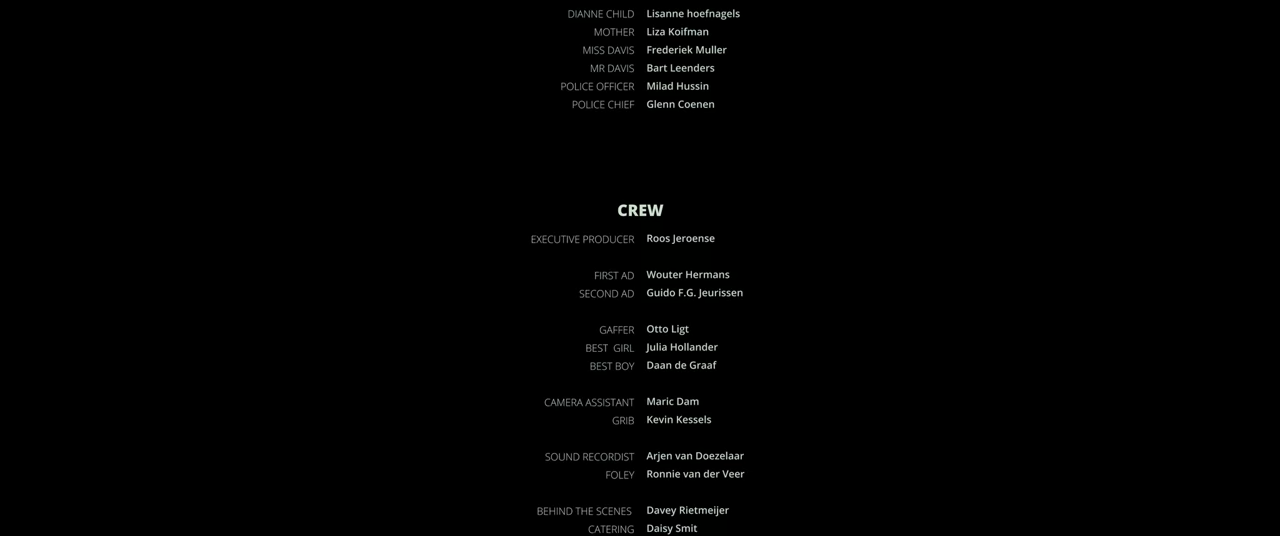 DIANNE CHILD Lisanne hoefnagels
MOTHER Liza Koifman
MISS DAVIS Frederiek Muller
MR DAVIS Bart Leenders
POLICE OFFICER Milad Hussin
POLICE CHIEF Glenn Coenen
CREW
EXECUTIVE PRODUCER Roos Jeroense
FIRST AD Wouter Hermans
SECOND AD Guido F.G. Jeurissen
GAFFER Otto Ligt
BEST GIRL Julia Hollander
BEST BOY Daan de Graaf
CAMERA ASSISTANT Maric Dam
GRIB Kevin Kessels
SOUND RECORDIST Arjen van Doezelaar
FOLEY Ronnie van der Veer
BEHIND THE SCENES Davey Rietmeijer
CATERING Daisy Smit